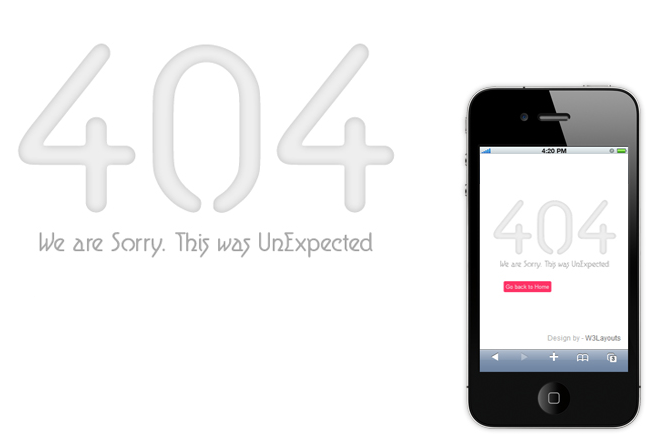 404
We are Sorry. This was UnExpected
4:20 PM
404
We are Sorry. This was UnExpected
Go back to Home
Design by - W3Layouts